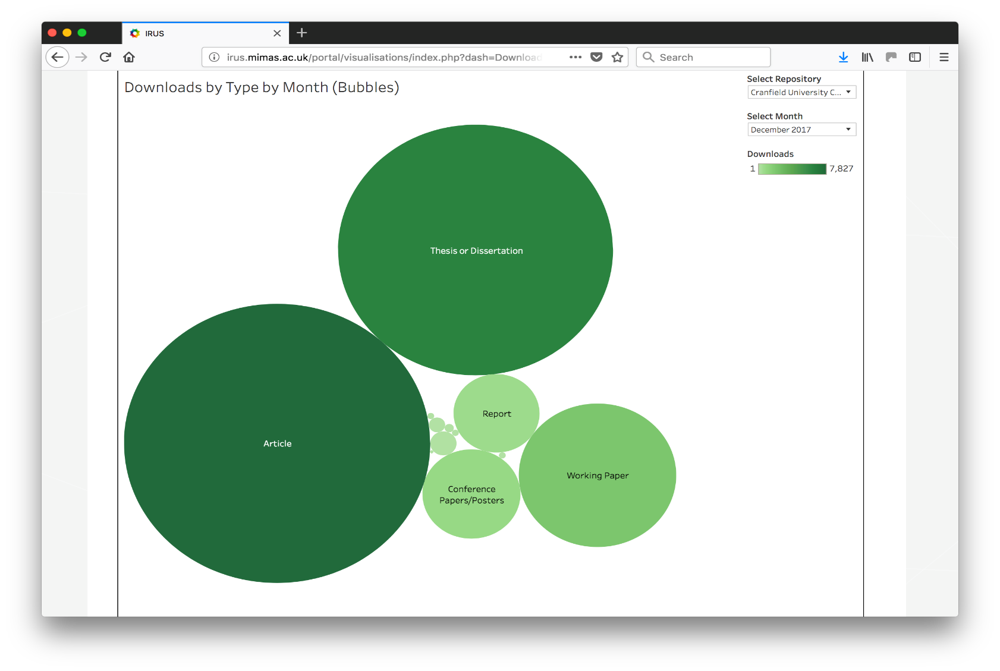 IRUS
irus.mimas.ac.uk/portal/visualisations/index.php?dash=Download
Search
Downloads by Type by Month (Bubbles)
Select Repository
Cranfield University C...
Select Month
December 2017
Downloads
1 7,827
Thesis or Dissertation
Article
Report
Working Paper
Conference
Papers/Posters